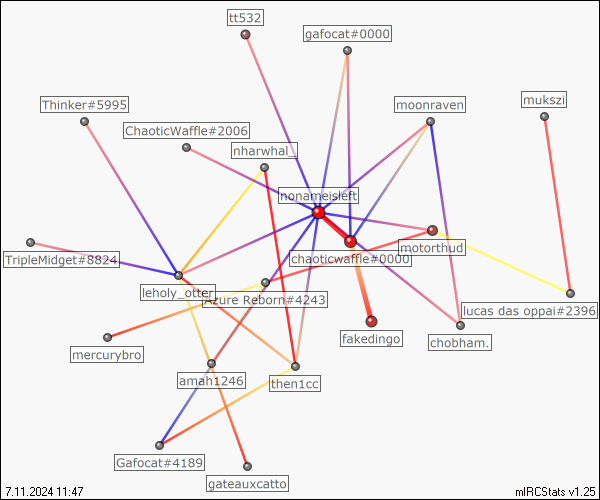 tt532
gafocat#0000
Thinker#5995
moonraven
mukszi
ChaoticWaffle#2006
nharwhal_
nonameisleft
TripleMidget#8824
chaoticwaffle#0000
motorthud
leholy_otter
Azure Reborn#4243
lucas das oppai#2396
fakedingo
chobham.
mercurybro
amah1246
then1cc
Gafocat#4189
gateauxcatto
7.11.2024 11:47
mIRCStats v1.25